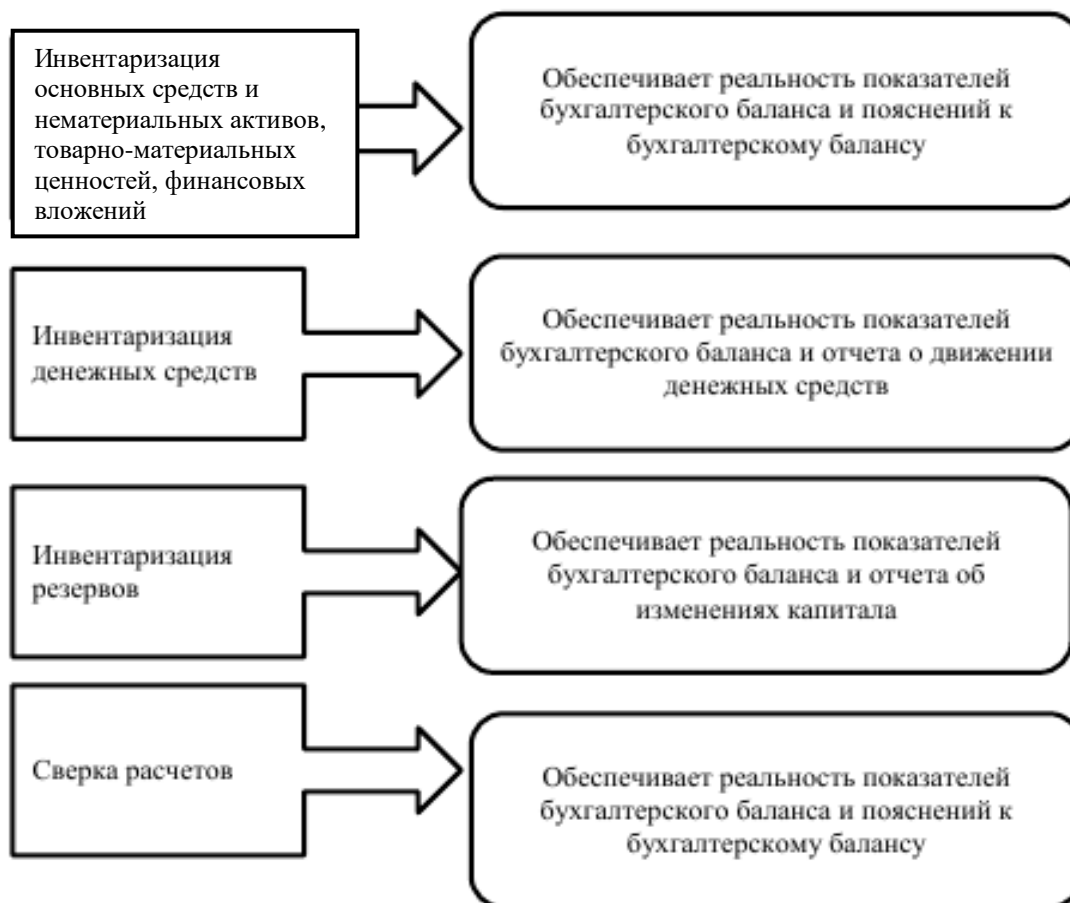 Инвентаризация
основных средств и
нематериальных активов,
товарно-материальных
ценностей, финансовых
вложений
Обеспечивает реальность показателей
бухгалтерского баланса и пояснений к
бухгалтерскому балансу
Инвентаризация
денежных средств
Обеспечивает реальность показателей
бухгалтерского баланса и отчета о движении
денежных средств
Инвентаризация
резервов
Обеспечивает реальность показателей
бухгалтерского баланса и отчета об
изменениях капитала
Сверка расчетов
Обеспечивает реальность показателей
бухгалтерского баланса и пояснений к
бухгалтерскому балансу